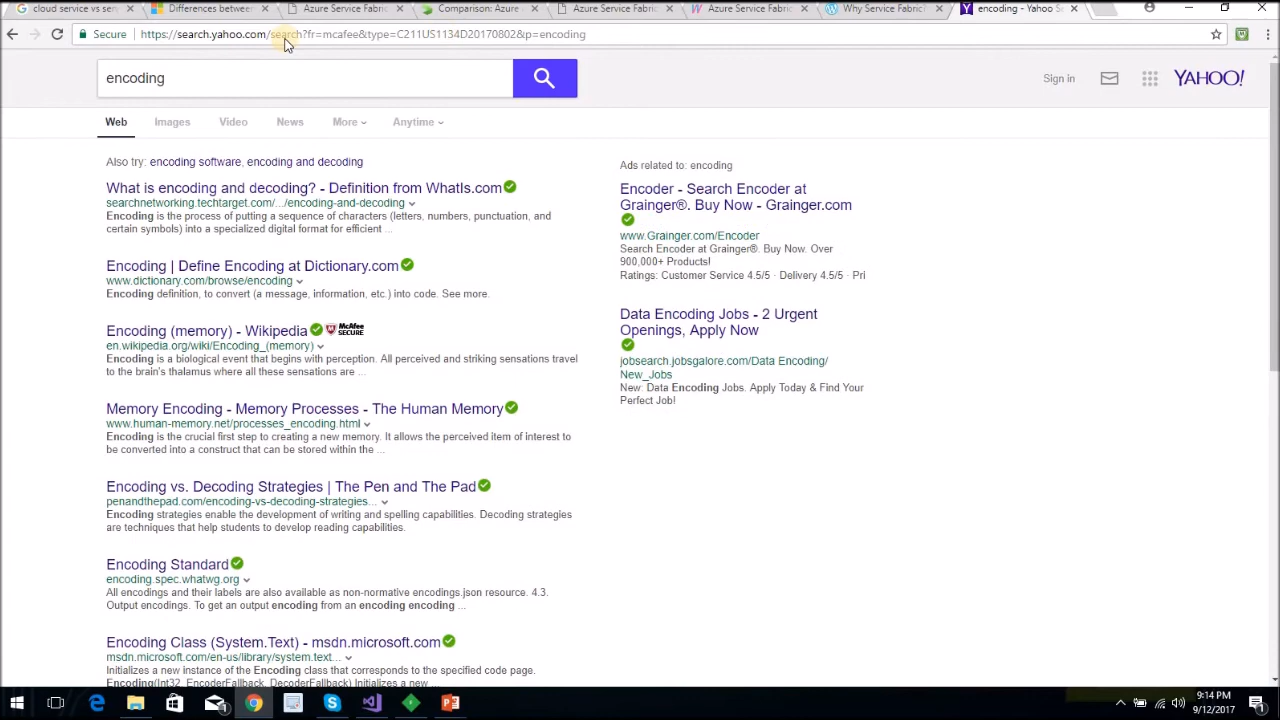 cloud service vs serv
Differences between
Azure Service Fabric
Comparison: Azure
Azure Service Fabric
Azure Service Fabric
Why Service Fabric
encoding - Yahoo S
Secure
https://search.yahoo.com/search?fr=mcafee&type=C211US1134D20170802&p=encoding
encoding
Sign in
YAHOO!
Web
Images
Video
News
More
Anytime
Also try: encoding software, encoding and decoding
What is encoding and decoding? - Definition from WhatIs.com
searchnetworking.techtarget.com/.../encoding-and-decoding
Encoding is the process of putting a sequence of characters (letters, numbers, punctuation, and
certain symbols) into a specialized digital format for efficient ...
Encoding | Define Encoding at Dictionary.com
www.dictionary.com/browse/encoding
Encoding definition, to convert (a message, information, etc.) into code. See more.
Encoding (memory) - Wikipedia
McAfee
SECURE
en.wikipedia.org/wiki/Encoding_(memory)
Encoding is a biological event that begins with perception. All perceived and striking sensations travel
to the brain's thalamus where all these sensations are ...
Memory Encoding - Memory Processes - The Human Memory
www.human-memory.net/processes_encoding.html
Encoding is the crucial first step to creating a new memory. It allows the perceived item of interest to
be converted into a construct that can be stored within the ...
Encoding vs. Decoding Strategies | The Pen and The Pad
penandthepad.com/encoding-vs-decoding-strategies...
Encoding strategies enable the development of writing and spelling capabilities. Decoding strategies
are techniques that help students to develop reading capabilities.
Encoding Standard
encoding.spec.whatwg.org
All encodings and their labels are also available as non-normative encodings.json resource. 4.3.
Output encodings. To get an output encoding from an encoding encoding ...
Encoding Class (System.Text) - msdn.microsoft.com
msdn.microsoft.com/en-us/library/system.text...
Initializes a new instance of the Encoding class that corresponds to the specified code page.
Encoding(Int32, EncoderFallback, DecoderFallback) Initializes a new...
Ads related to: encoding
Encoder - Search Encoder at
Grainger®. Buy Now - Grainger.com
www.Grainger.com/Encoder
Search Encoder at Grainger®. Buy Now. Over
900,000+ Products!
Ratings: Customer Service 4.5/5 · Delivery 4.5/5 · Pri
Data Encoding Jobs - 2 Urgent
Openings, Apply Now
jobsearch.jobsgalore.com/Data Encoding/
New_Jobs
New: Data Encoding Jobs. Apply Today & Find Your
Perfect Job!
9:14 PM
9/12/2017